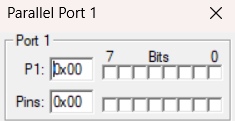 Parallel Port 1
Port 1
7 Bits 0
P1: 0x00
Pins: 0x00